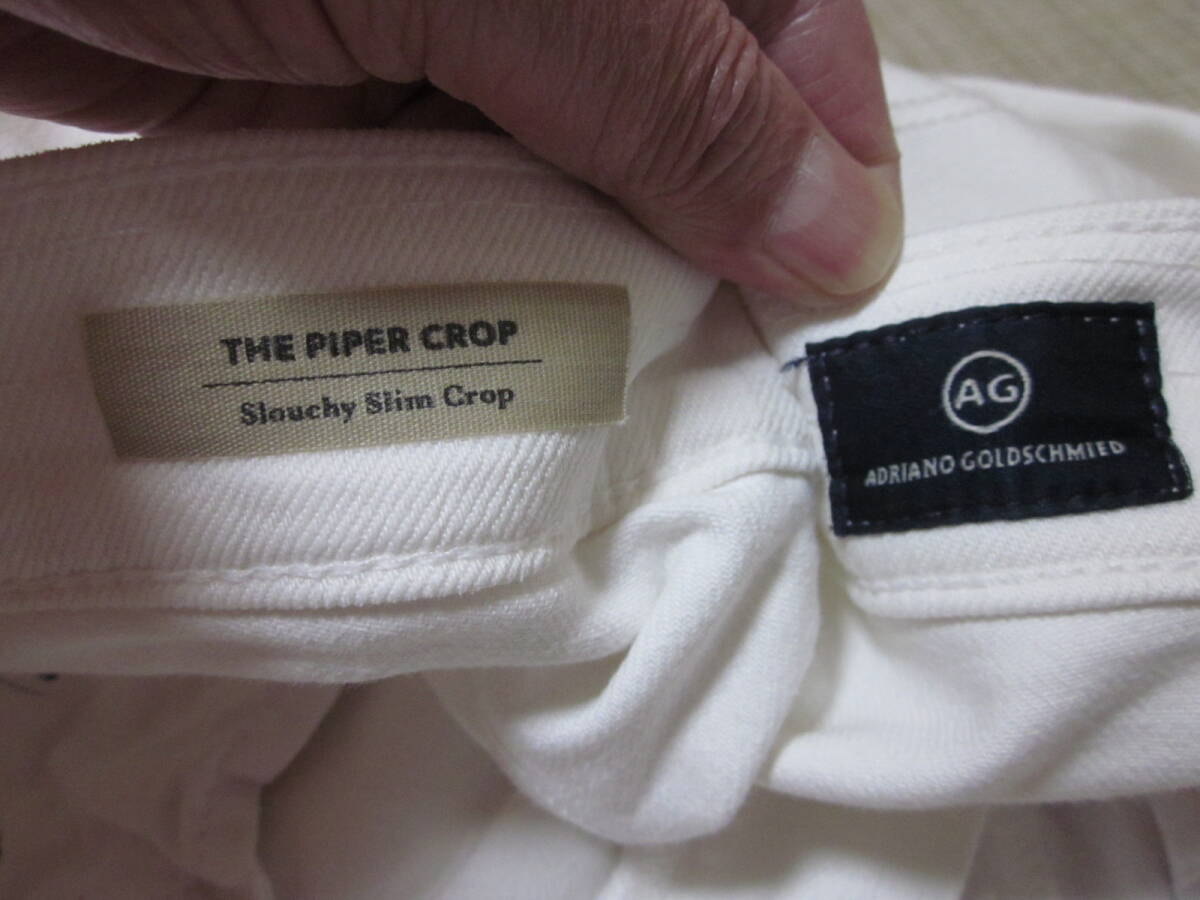 THE PIPER CROP
Slouchy Slim Crop
AG
ADRIANO GOLDSCHMIED